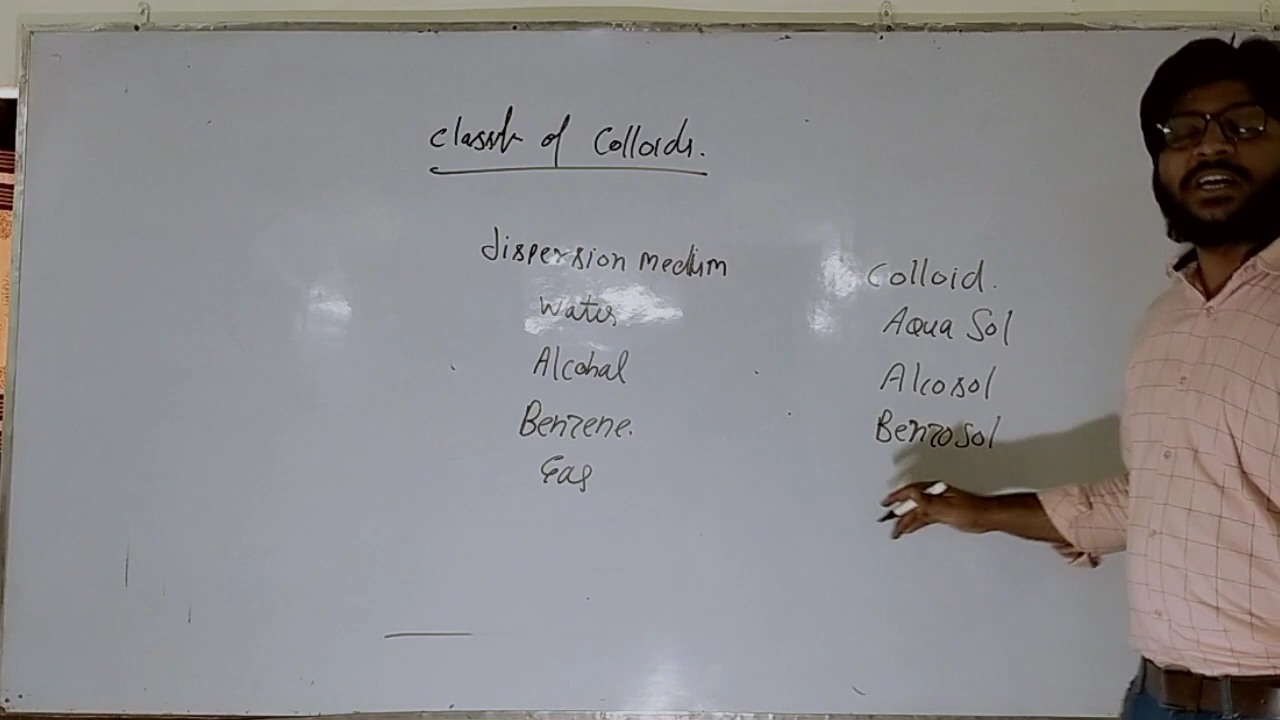 classn of Colloids.
dispersion medium Colloid.
Water Aqua Sol
Alcohal Alcosol
Benzene. Benzosol
Gas